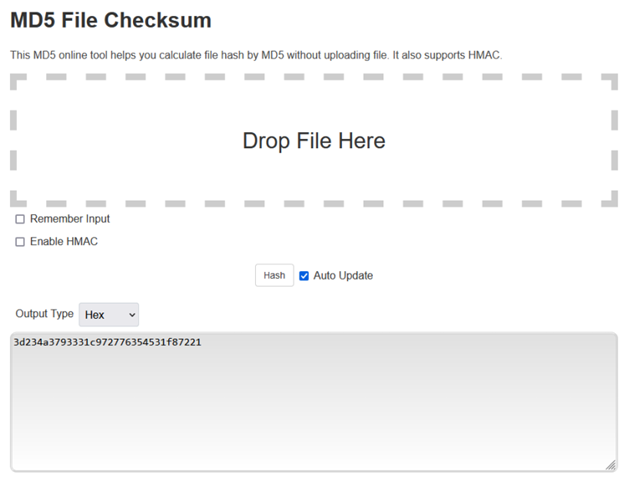 MD5 File Checksum
This MD5 online tool helps you calculate file hash by MD5 without uploading file. It also supports HMAC.
Drop File Here
Remember Input
Enable HMAC
Hash Auto Update
Output Type Hex
3d234a3793331c972776354531f87221